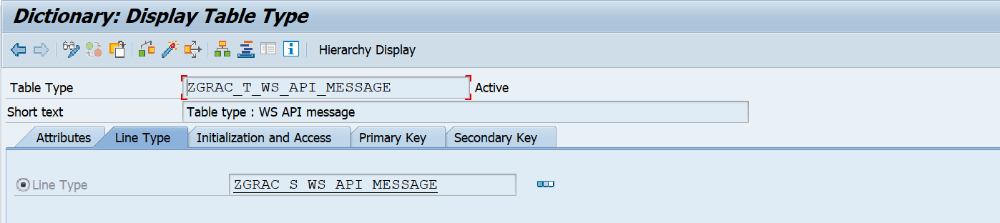 Dictionary: Display Table Type
Hierarchy Display
Table Type ZGRAC_T_WS_API_MESSAGE Active
Short text Table type : WS API message
Attributes Line Type Initialization and Access Primary Key Secondary Key
Line Type ZGRAC_S_WS_API_MESSAGE